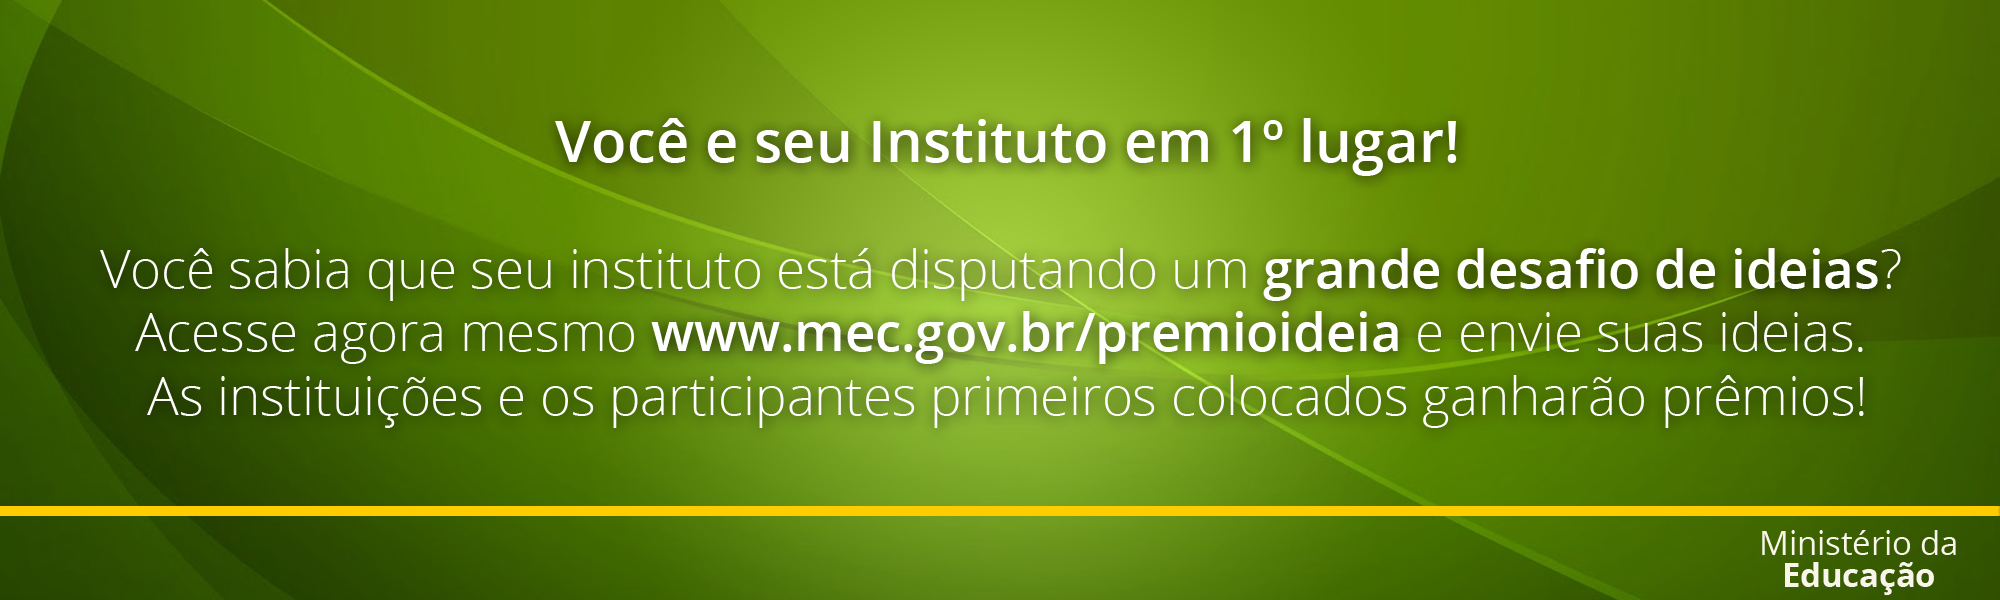 Você e seu Instituto em 1º lugar!
Você sabia que seu instituto está disputando um grande desafio de ideias?
Acesse agora mesmo www.mec.gov.br/premioideia e envie suas ideias.
As instituições e os participantes primeiros colocados ganharão prêmios!
Ministério da
Educação